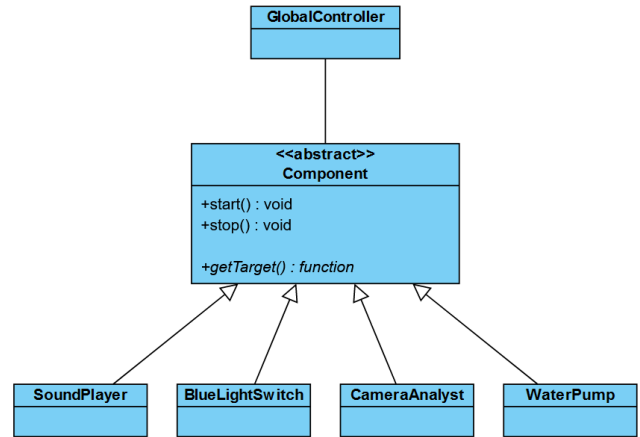 GlobalController
<<abstract>>
Component
+start() : void
+stop() : void
+getTarget() : function
SoundPlayer
BlueLightSwitch
CameraAnalyst
WaterPump